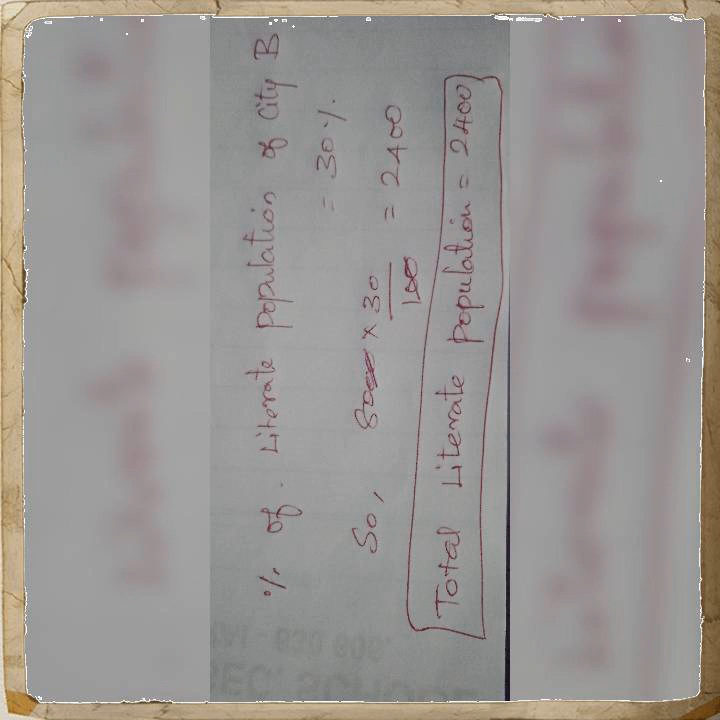 % of. Literate population of City B
= 30%.
So, 8000 × 30/100 = 2400
Total Literate population = 2400